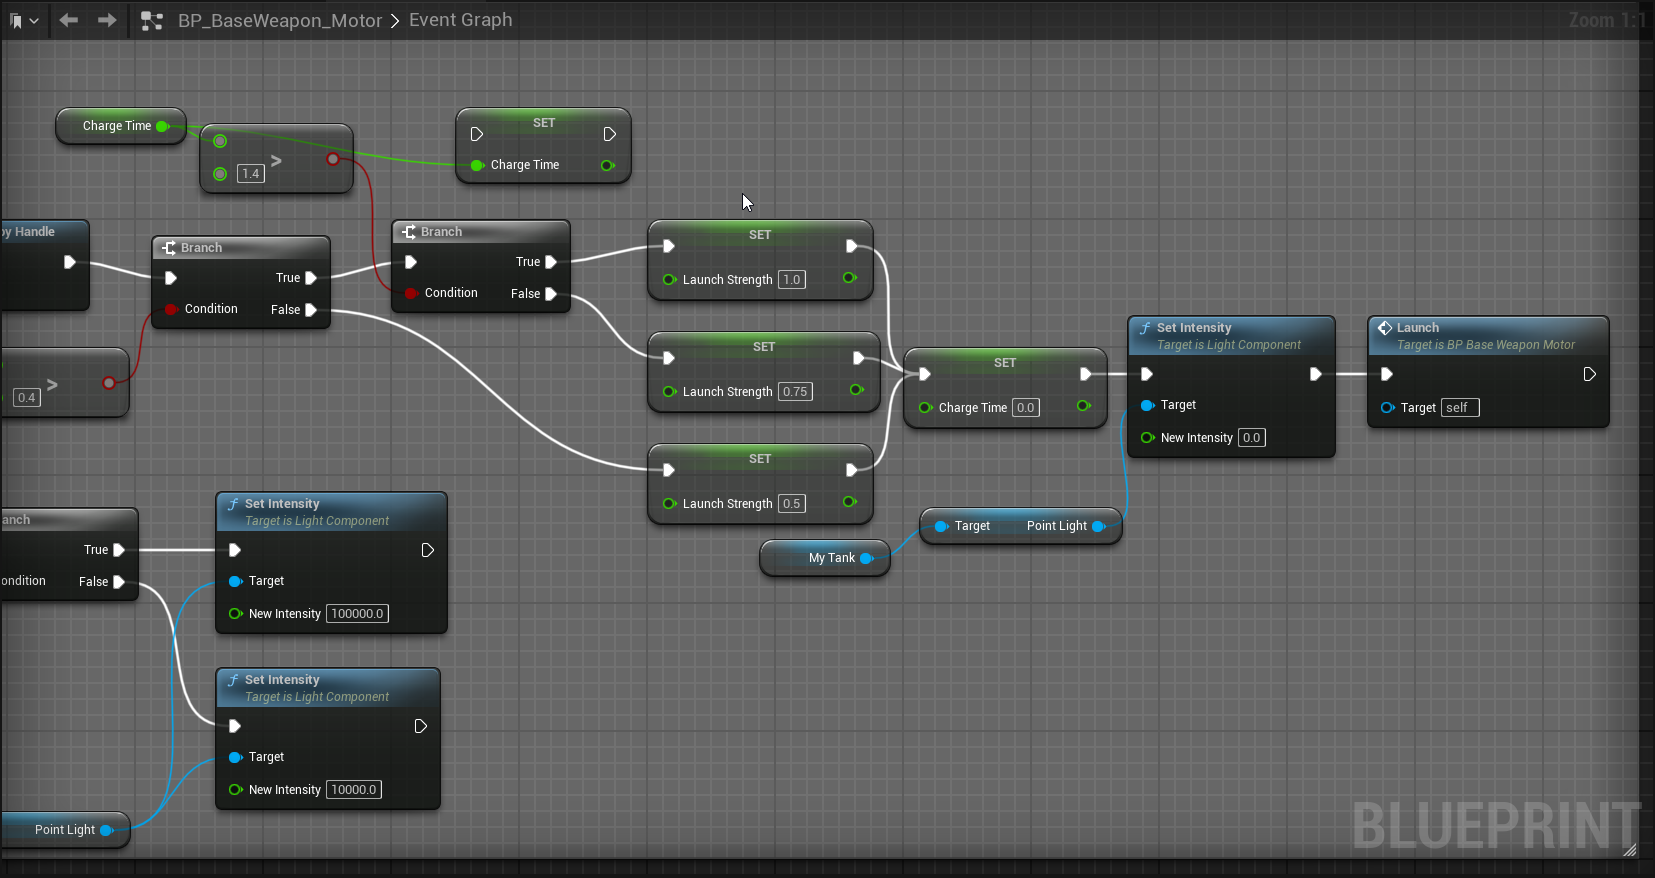 BP_BaseWeapon_Motor > Event Graph
Zoom 1:1
Charge Time
1.4
>
SET
Charge Time
by Handle
Branch
True
Condition
False
>
0.4
Branch
True
Condition
False
SET
Launch Strength 1.0
SET
Launch Strength 0.75
SET
Launch Strength 0.5
SET
Charge Time 0.0
Set Intensity
Target is Light Component
Target
New Intensity 0.0
Launch
Target is BP Base Weapon Motor
Target self
My Tank
Target Point Light
anch
True
ondition
False
Set Intensity
Target is Light Component
Target
New Intensity 100000.0
Set Intensity
Target is Light Component
Target
New Intensity 10000.0
Point Light
BLUEPRINT